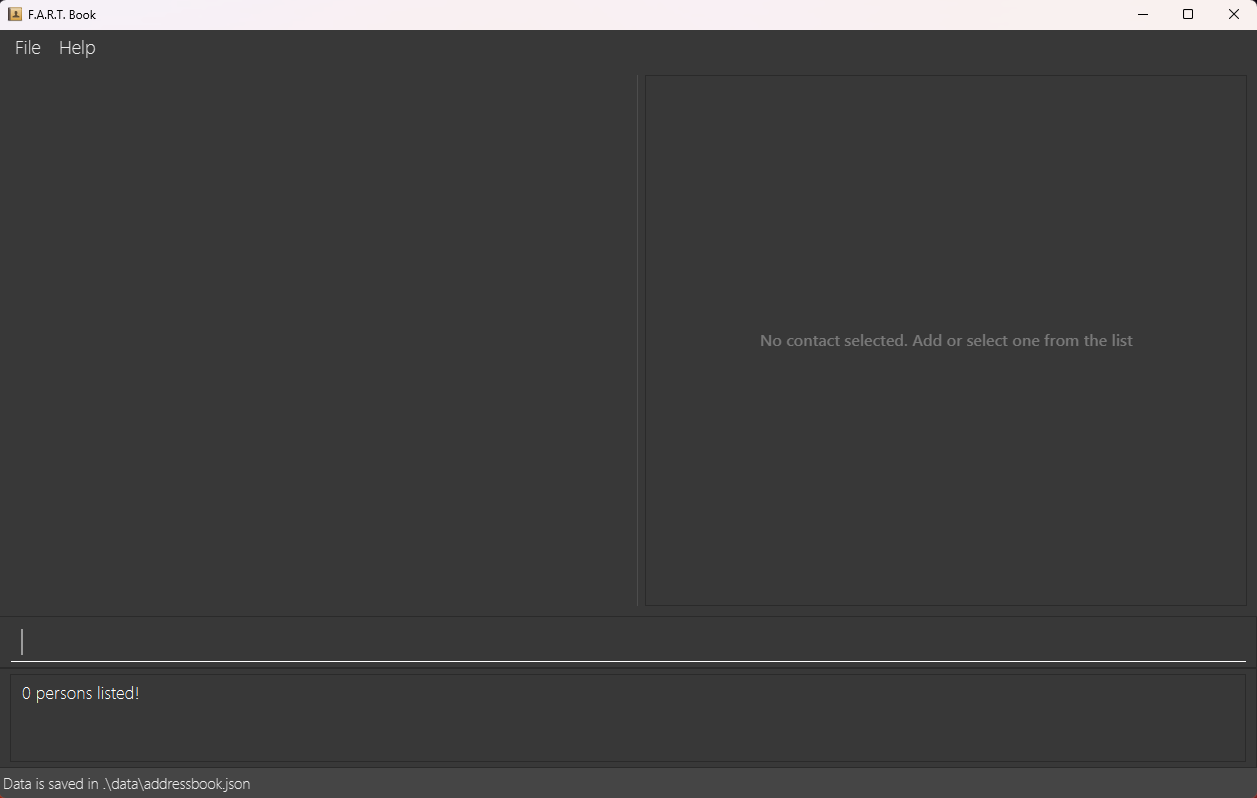 F.A.R.T. Book
File Help
No contact selected. Add or select one from the list
0 persons listed!
Data is saved in .\data\addressbook.json